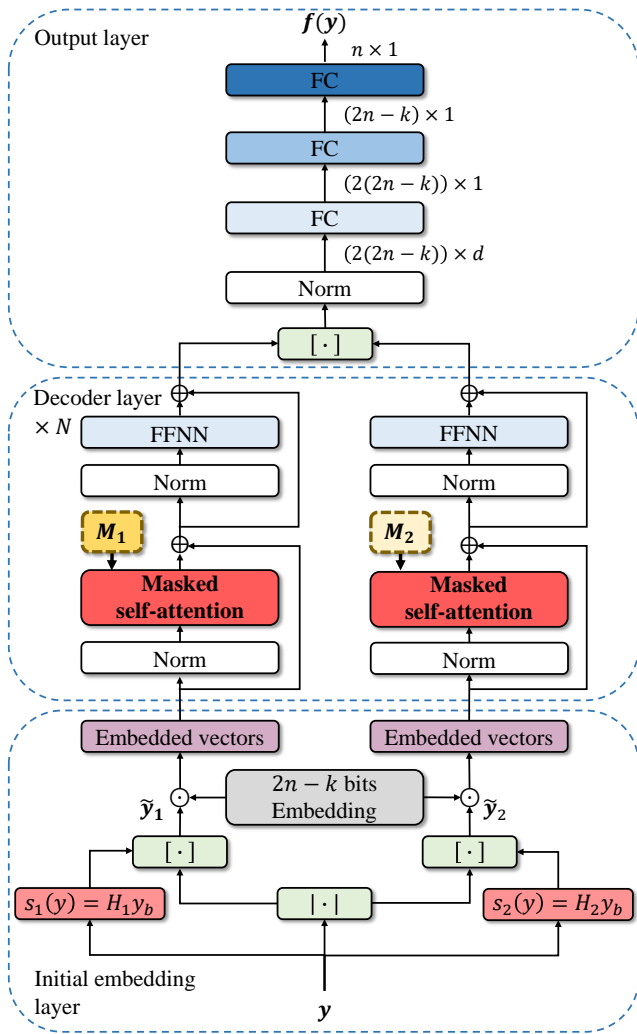 Output layer
f(y)
n × 1
FC
(2n − k) × 1
FC
(2(2n − k)) × 1
FC
(2(2n − k)) × d
Norm
[ · ]
Decoder layer
× N
FFNN
FFNN
Norm
Norm
M₁
M₂
Masked
self-attention
Masked
self-attention
Norm
Norm
Embedded vectors
Embedded vectors
2n − k bits
Embedding
ỹ₁
ỹ₂
[ · ]
[ · ]
s₁(y) = H₁y_b
| · |
s₂(y) = H₂y_b
Initial embedding
layer
y